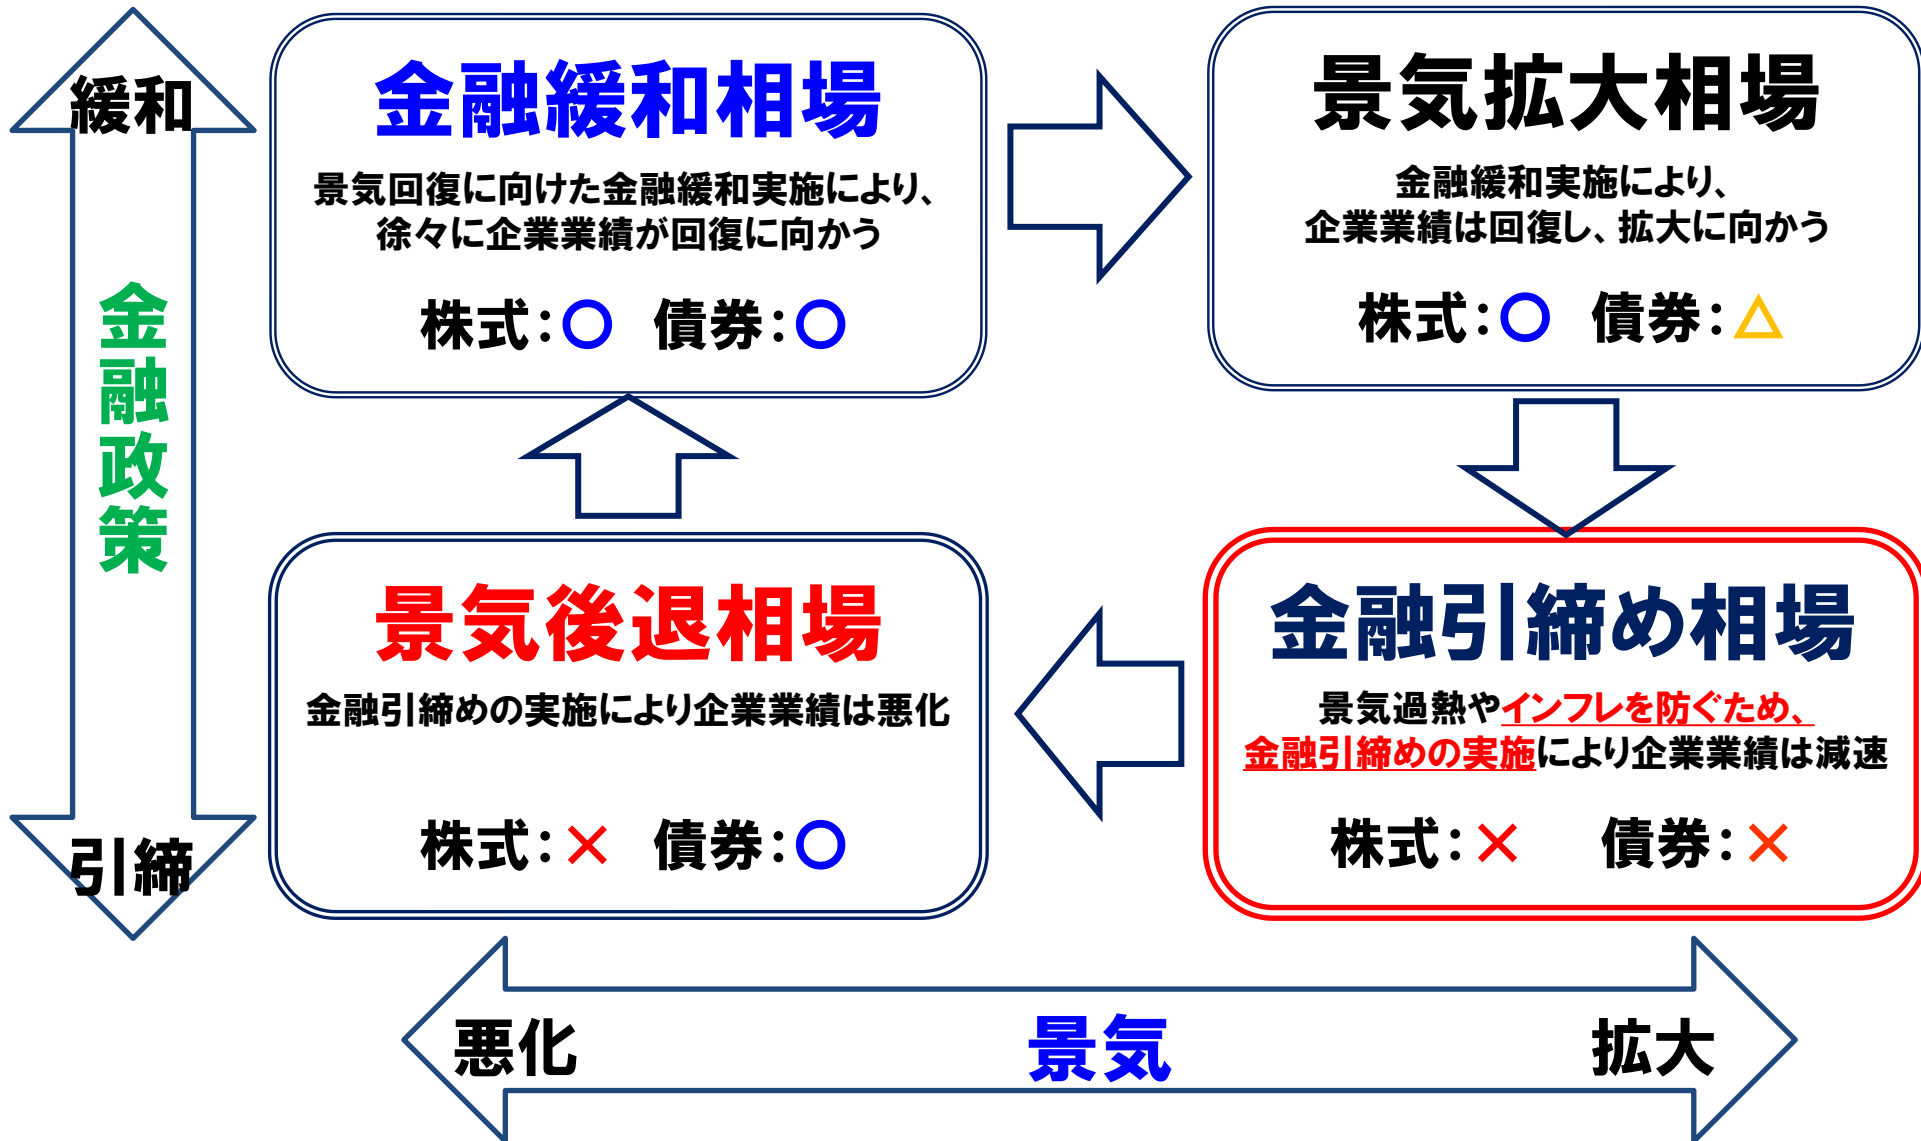 緩和
金融政策
引締
金融緩和相場
景気回復に向けた金融緩和実施により、
徐々に企業業績が回復に向かう
株式:○ 債券:○
景気拡大相場
金融緩和実施により、
企業業績は回復し、拡大に向かう
株式:○ 債券:△
景気後退相場
金融引締めの実施により企業業績は悪化
株式:× 債券:○
金融引締め相場
景気過熱やインフレを防ぐため、
金融引締めの実施により企業業績は減速
株式:× 債券:×
悪化 景気 拡大